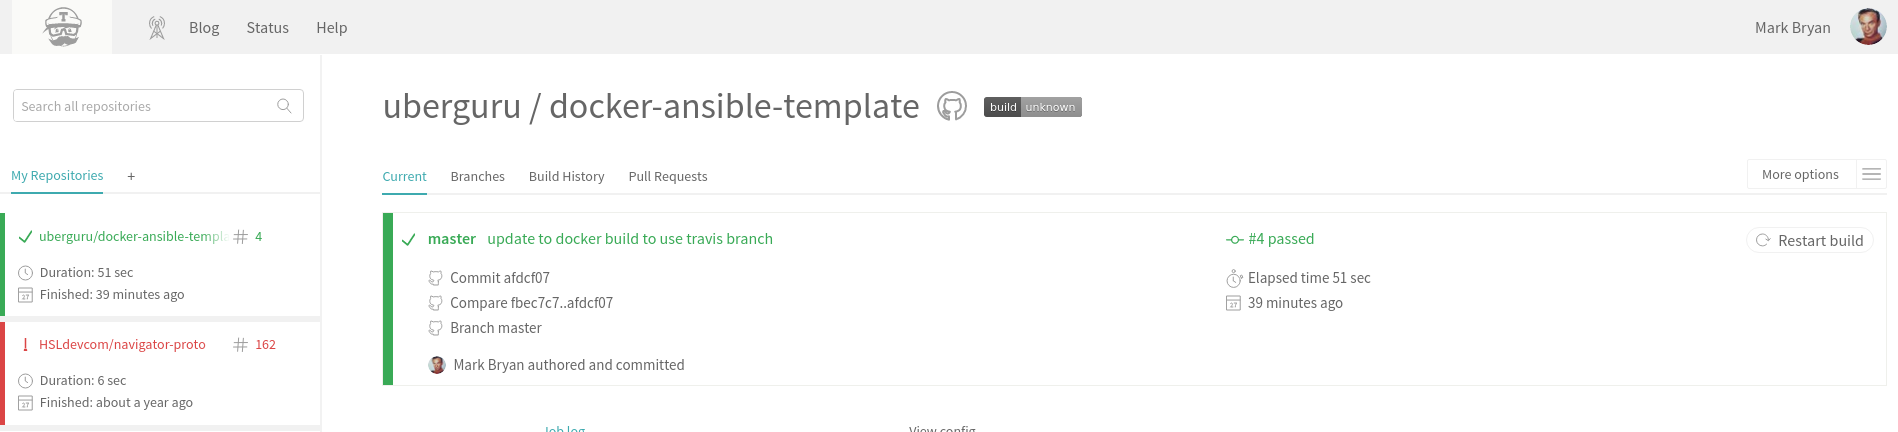 Blog Status Help Mark Bryan
Search all repositories
uberguru / docker-ansible-template build unknown
My Repositories +
Current Branches Build History Pull Requests More options
uberguru/docker-ansible-templa # 4
Duration: 51 sec
Finished: 39 minutes ago
HSLdevcom/navigator-proto # 162
Duration: 6 sec
Finished: about a year ago
master update to docker build to use travis branch #4 passed Restart build
Commit afdcf07 Elapsed time 51 sec
Compare fbec7c7..afdcf07 39 minutes ago
Branch master
Mark Bryan authored and committed
Job log View config